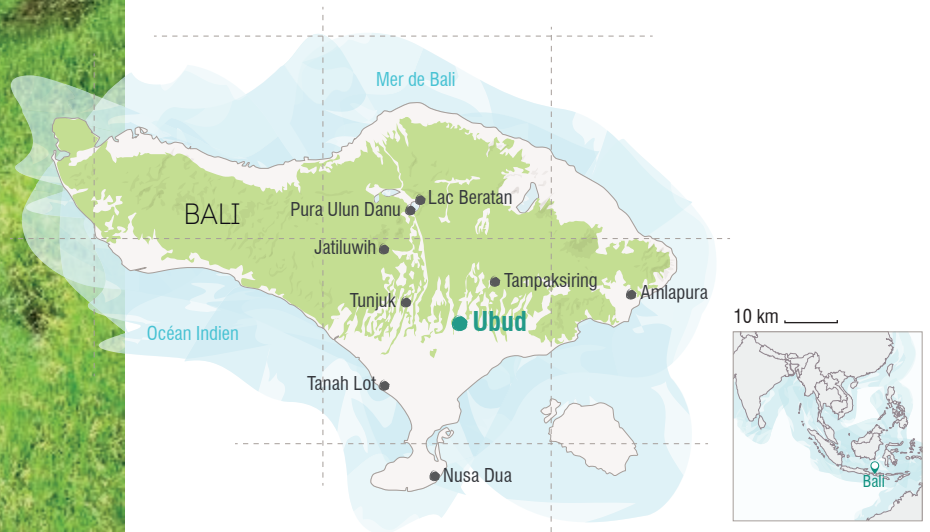 Mer de Bali
BALI
Lac Beratan
Pura Ulun Danu
Jatiluwih
Tampaksiring
Amlapura
Tunjuk
Ubud
10 km
Océan Indien
Tanah Lot
Nusa Dua
Bali